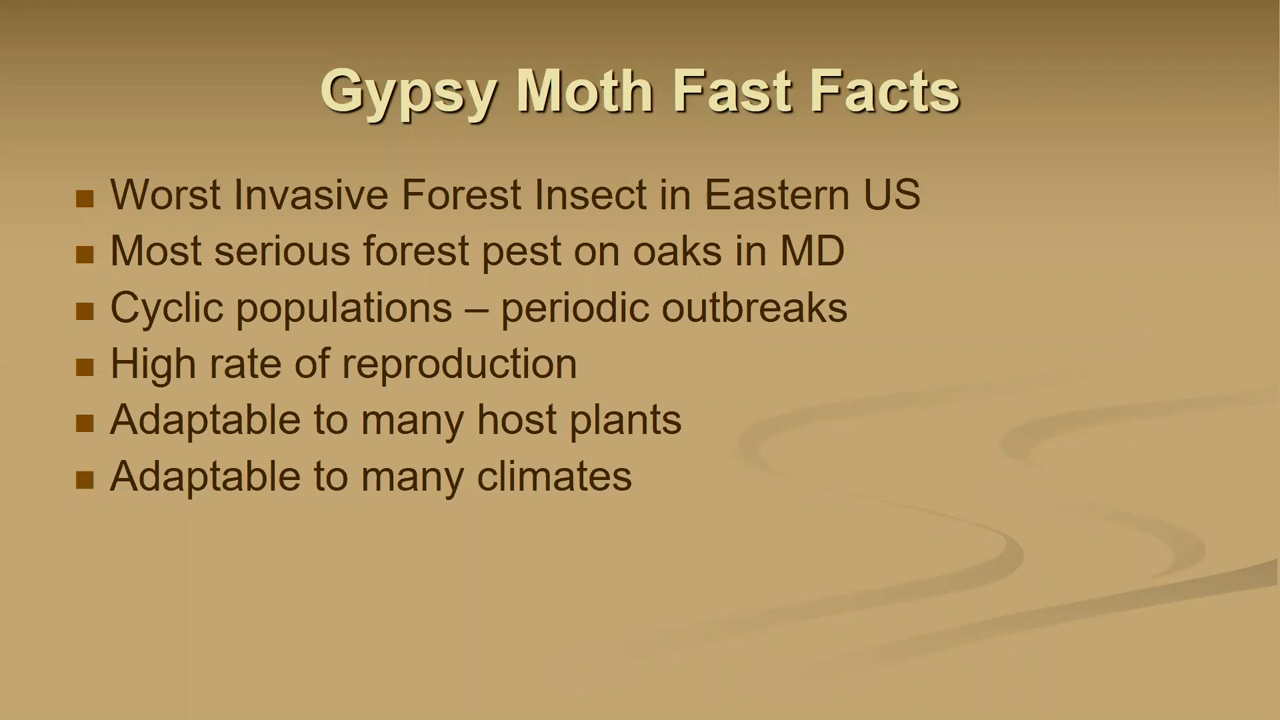 Gypsy Moth Fast Facts
Worst Invasive Forest Insect in Eastern US
Most serious forest pest on oaks in MD
Cyclic populations – periodic outbreaks
High rate of reproduction
Adaptable to many host plants
Adaptable to many climates